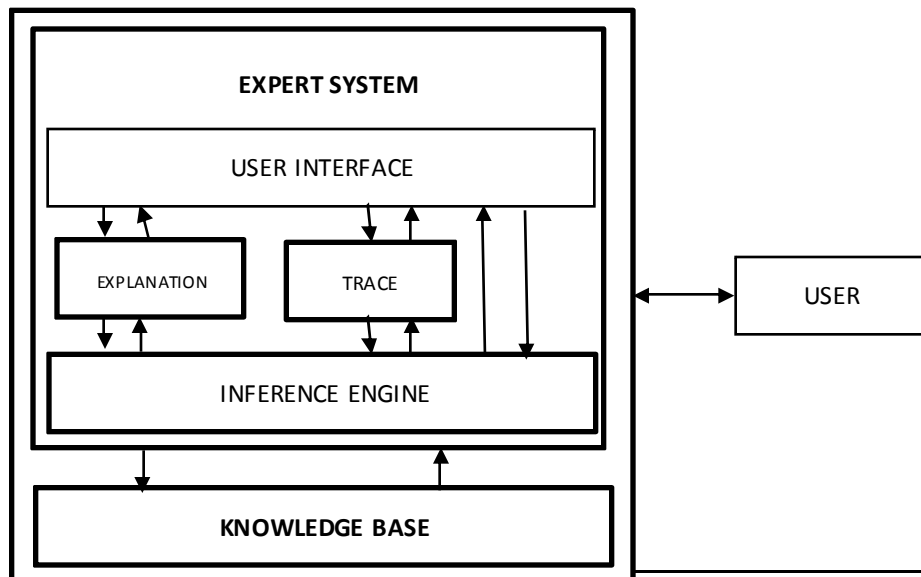 EXPERT SYSTEM
USER INTERFACE
EXPLANATION
TRACE
USER
INFERENCE ENGINE
KNOWLEDGE BASE